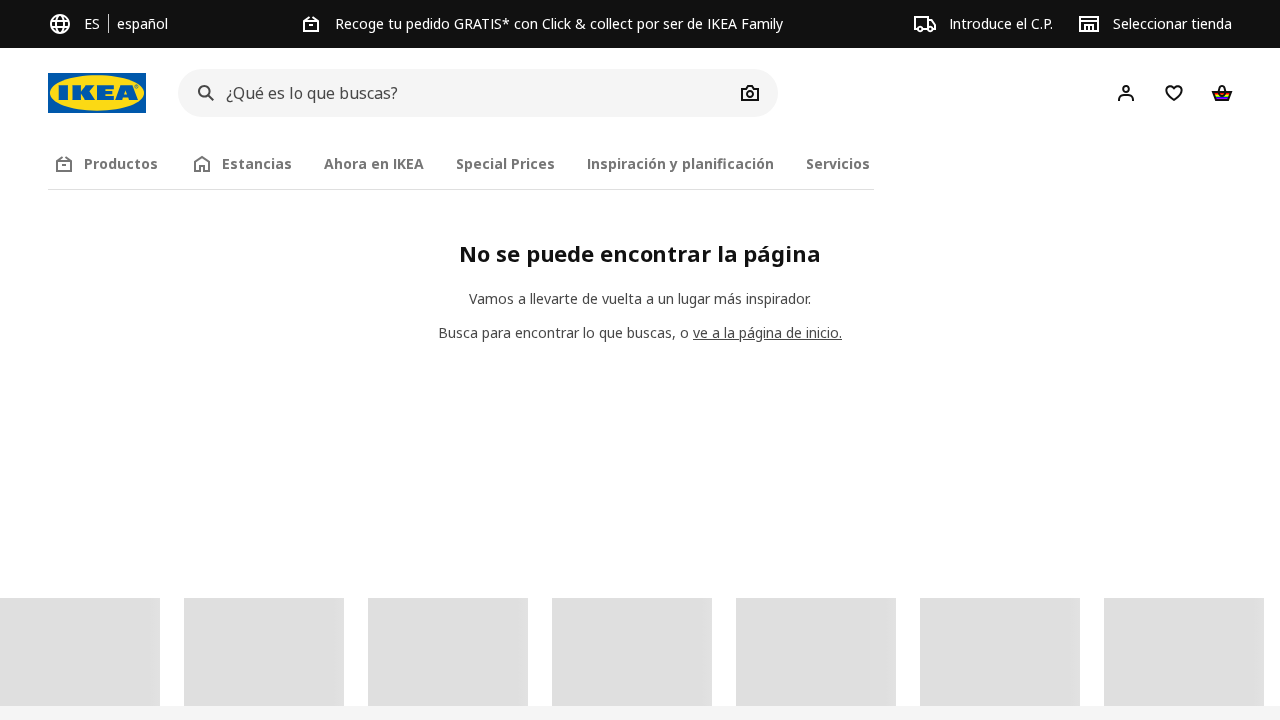 ES | español
Recoge tu pedido GRATIS* con Click & collect por ser de IKEA Family
Introduce el C.P.
Seleccionar tienda
IKEA
¿Qué es lo que buscas?
Productos
Estancias
Ahora en IKEA
Special Prices
Inspiración y planificación
Servicios
No se puede encontrar la página
Vamos a llevarte de vuelta a un lugar más inspirador.
Busca para encontrar lo que buscas, o ve a la página de inicio.